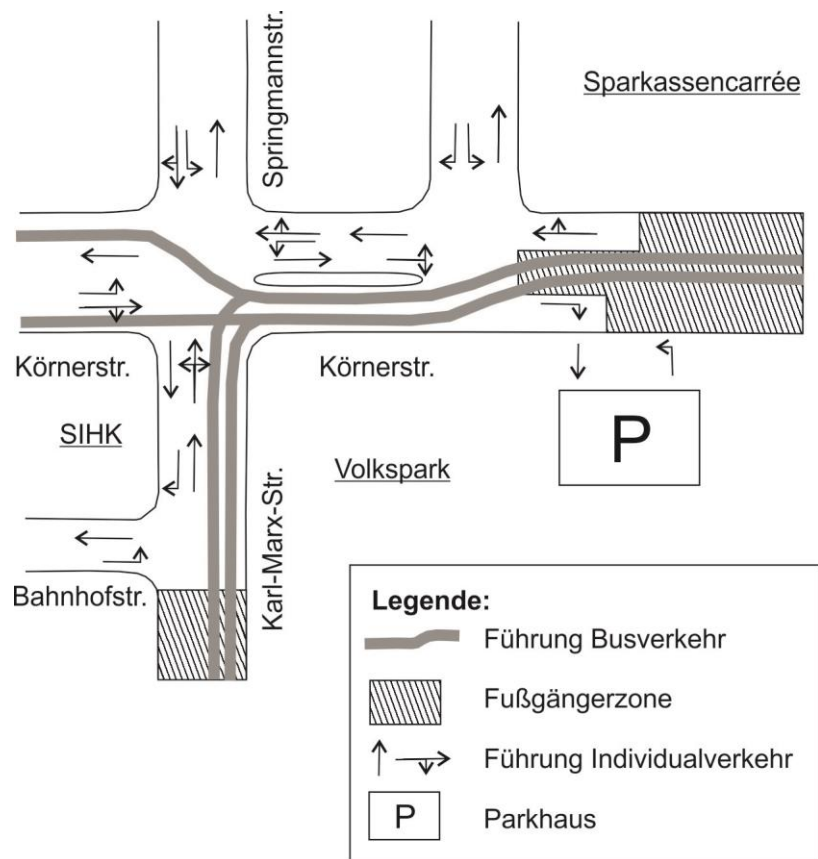 Springmannstr.
Sparkassencarrée
Körnerstr.
Körnerstr.
SIHK
Volkspark
P
Karl-Marx-Str.
Bahnhofstr.
Legende:
Führung Busverkehr
Fußgängerzone
Führung Individualverkehr
P
Parkhaus